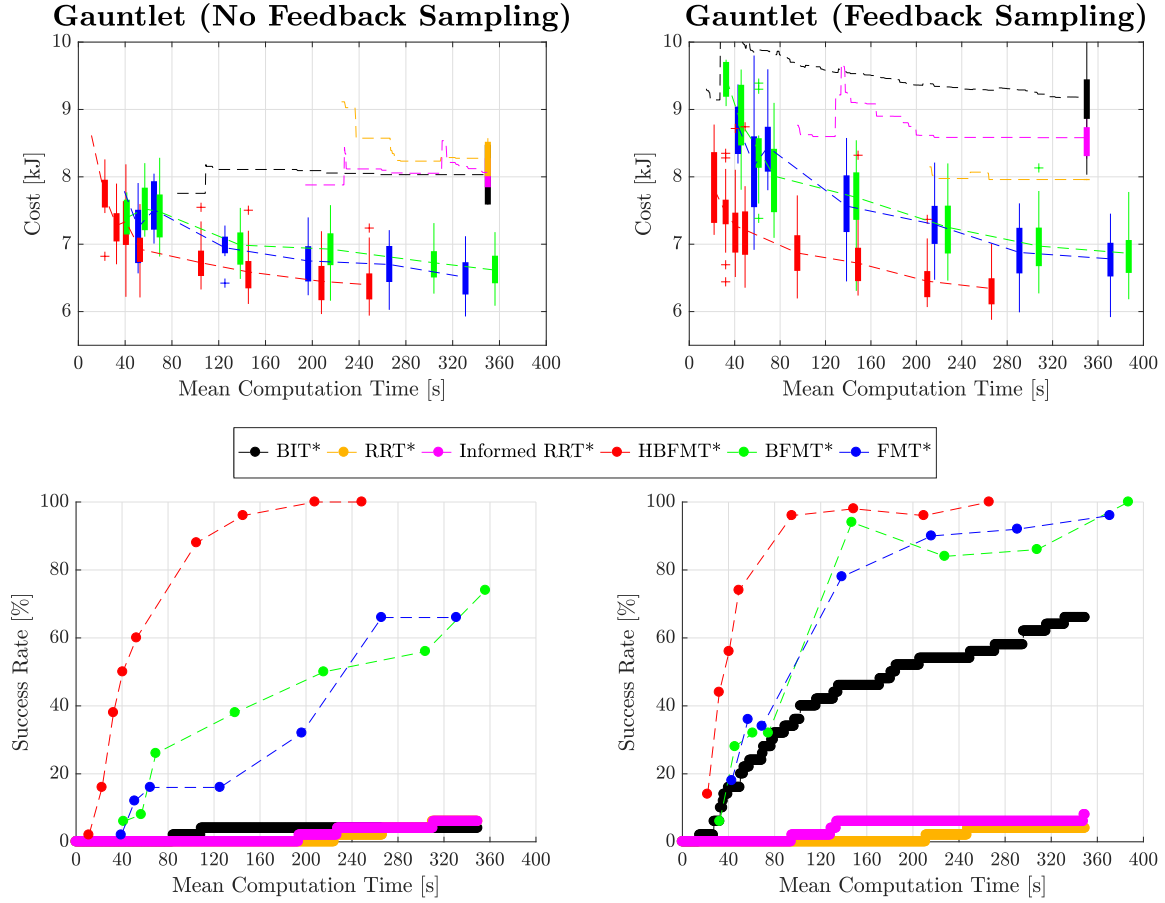 Gauntlet (No Feedback Sampling)
Gauntlet (Feedback Sampling)
10
9
8
7
6
Cost [kJ]
0 40 80 120 160 200 240 280 320 360 400
Mean Computation Time [s]
10
9
8
7
6
Cost [kJ]
0 40 80 120 160 200 240 280 320 360 400
Mean Computation Time [s]
BIT* RRT* Informed RRT* HBFMT* BFMT* FMT*
100
80
60
40
20
0
Success Rate [%]
0 40 80 120 160 200 240 280 320 360 400
Mean Computation Time [s]
100
80
60
40
20
0
Success Rate [%]
0 40 80 120 160 200 240 280 320 360 400
Mean Computation Time [s]